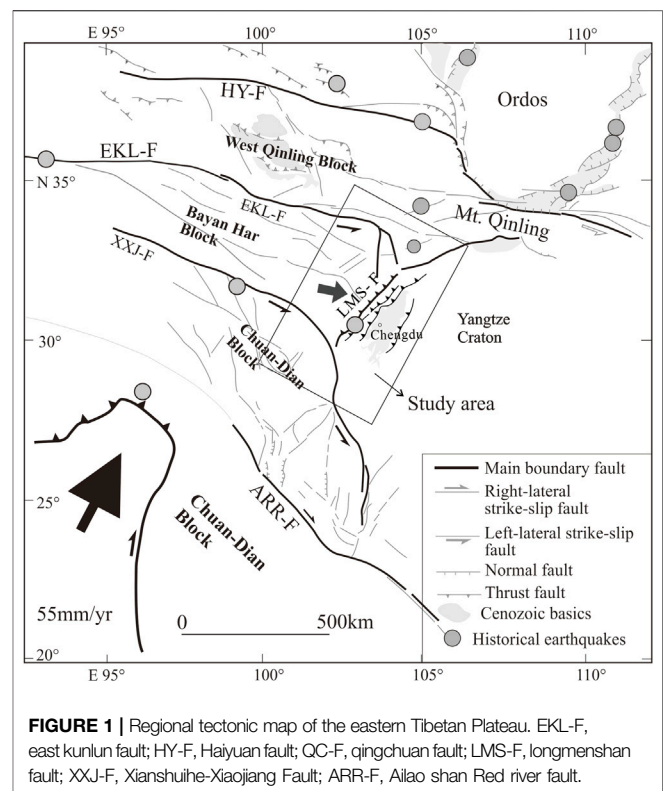 E 95° 100° 105° 110°
HY-F
Ordos
West Qinling Block
EKL-F
N 35°
EKL-F
Mt. Qinling
Bayan Har
Block
XXJ-F
LMS- F
Chengdu
Yangtze
Craton
30°
Chuan-Dian
Block
Study area
25°
ARR-F
Chuan-Dian
Block
Main boundary fault
Right-lateral
strike-slip fault
Left-lateral strike-slip
fault
Normal fault
Thrust fault
Cenozoic basics
Historical earthquakes
55mm/yr
0 500km
20°
E 95° 100° 105° 110°
FIGURE 1 | Regional tectonic map of the eastern Tibetan Plateau. EKL-F,
east kunlun fault; HY-F, Haiyuan fault; QC-F, qingchuan fault; LMS-F, longmenshan
fault; XXJ-F, Xianshuihe-Xiaojiang Fault; ARR-F, Ailao shan Red river fault.